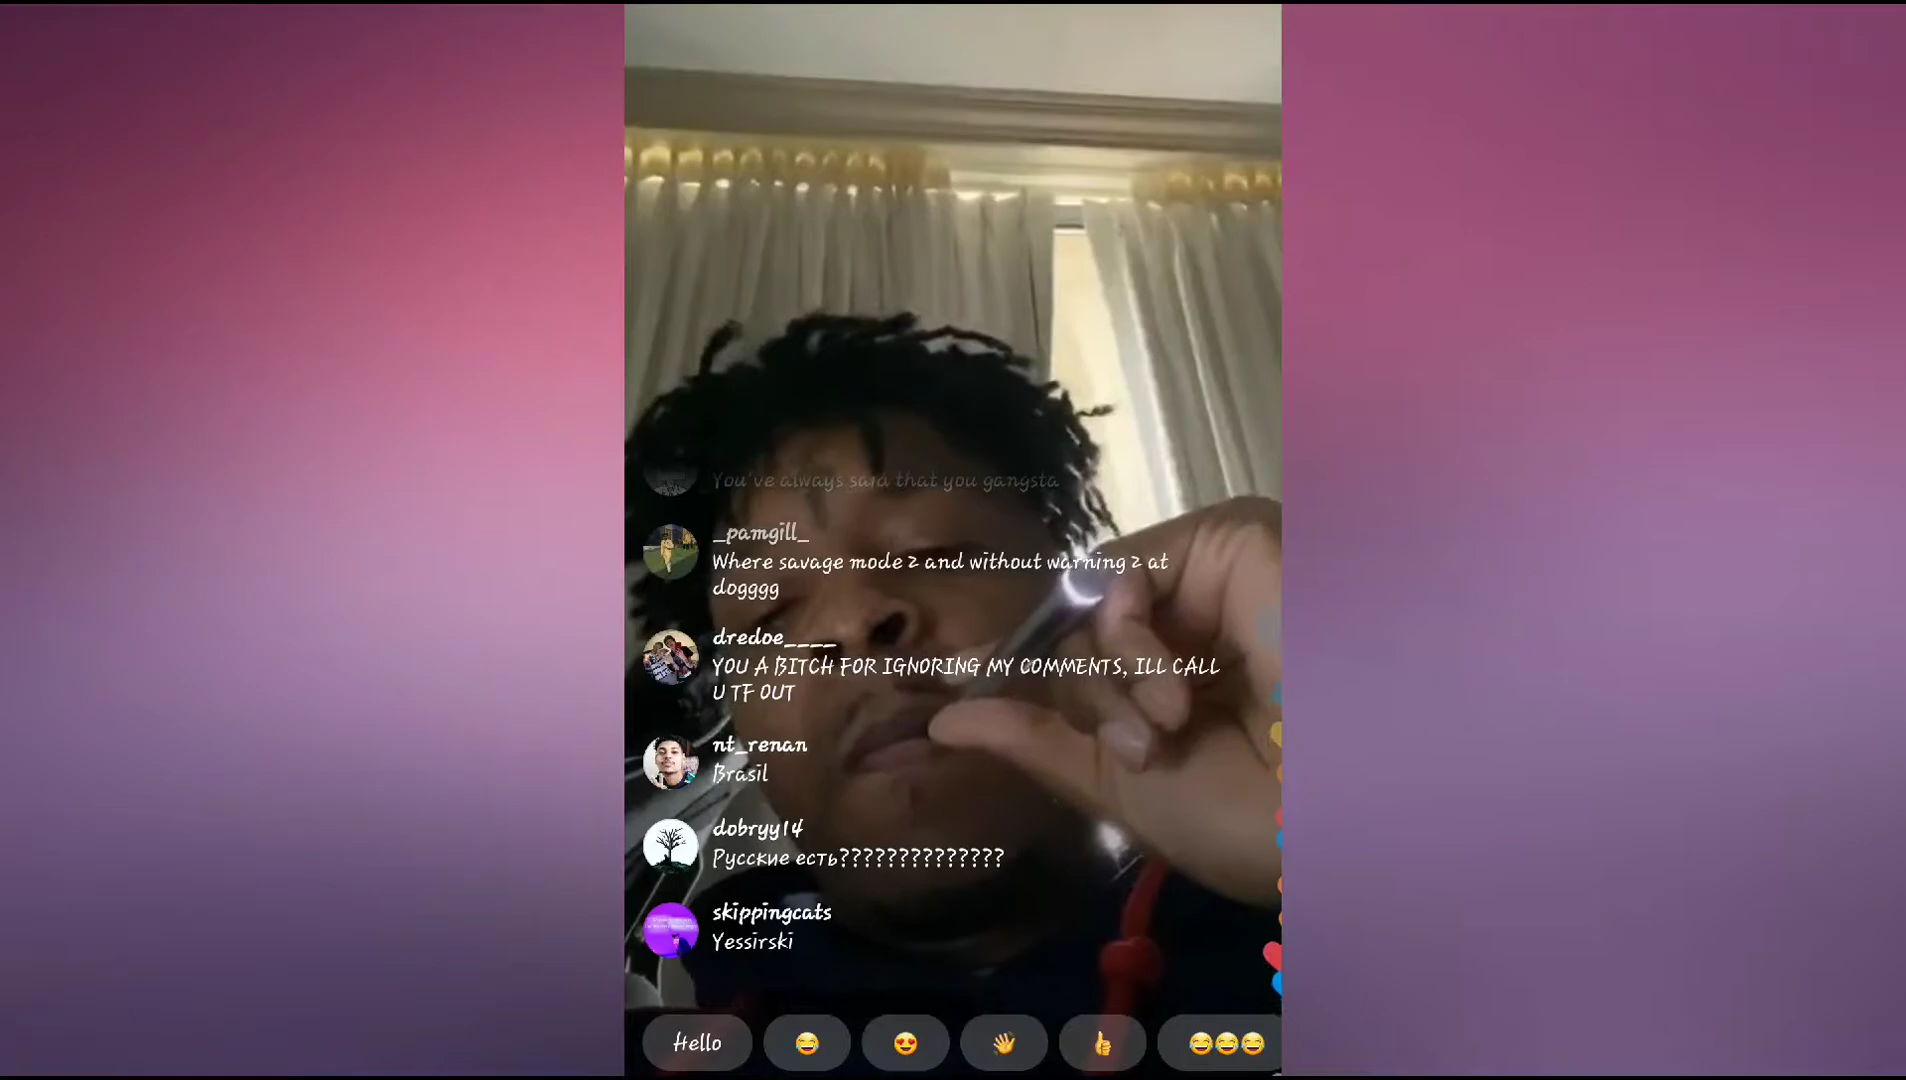 You've always said that you gangsta
_pamgill_
Where savage mode 2 and without warning 2 at
dogggg
dredoe____
YOU A BITCH FOR IGNORING MY COMMENTS, ILL CALL
U TF OUT
nt_renan
Brasil
dobryy14
Русские есть??????????????
skippingcats
Yessirski
Hello